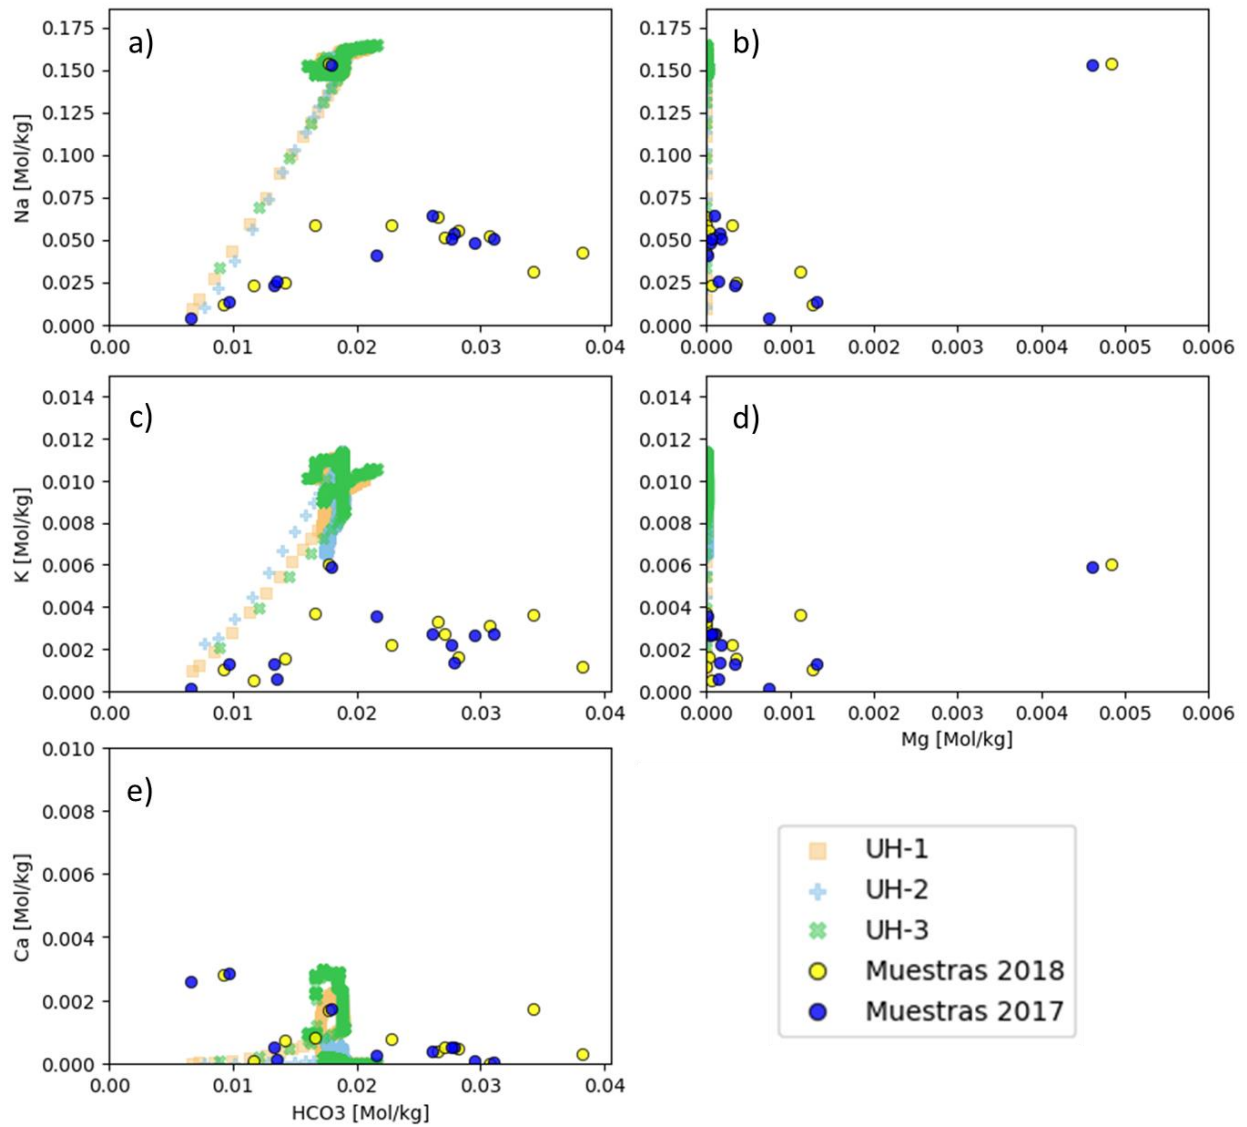 a)
Na [Mol/kg]
0.175
0.150
0.125
0.100
0.075
0.050
0.025
0.000
0.00 0.01 0.02 0.03 0.04
b)
0.175
0.150
0.125
0.100
0.075
0.050
0.025
0.000
0.000 0.001 0.002 0.003 0.004 0.005 0.006
c)
K [Mol/kg]
0.014
0.012
0.010
0.008
0.006
0.004
0.002
0.000
0.00 0.01 0.02 0.03 0.04
d)
0.014
0.012
0.010
0.008
0.006
0.004
0.002
0.000
0.000 0.001 0.002 0.003 0.004 0.005 0.006
Mg [Mol/kg]
e)
Ca [Mol/kg]
0.010
0.008
0.006
0.004
0.002
0.000
0.00 0.01 0.02 0.03 0.04
HCO3 [Mol/kg]
UH-1
UH-2
UH-3
Muestras 2018
Muestras 2017